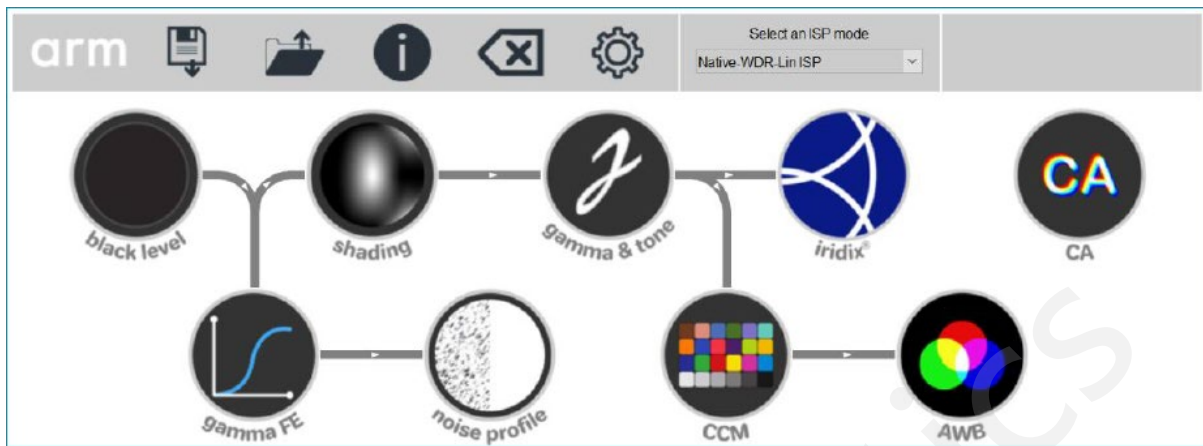 arm
Select an ISP mode
Native-WDR-Lin ISP
black level
shading
gamma & tone
iridix®
CA
CA
gamma FE
noise profile
CCM
AWB
ics